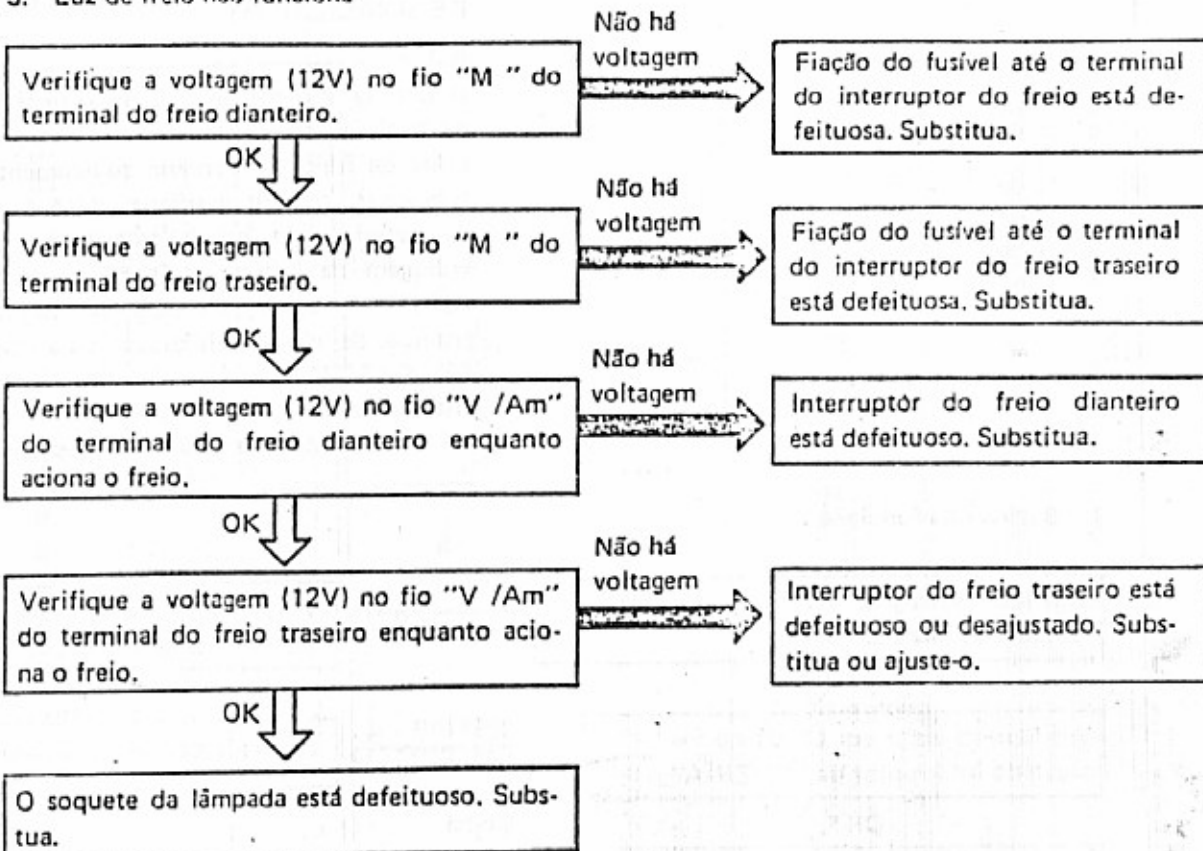 Luz de freio não funciona
Não há
voltagem
Verifique a voltagem (12V) no fio "M " do
terminal do freio dianteiro.
Fiação do fusível até o terminal
do interruptor do freio está de-
feituosa. Substitua.
OK
Não há
voltagem
Verifique a voltagem (12V) no fio "M " do
terminal do freio traseiro.
Fiação do fusível até o terminal
do interruptor do freio traseiro
está defeituosa. Substitua.
OK
Não há
voltagem
Verifique a voltagem (12V) no fio "V /Am"
do terminal do freio dianteiro enquanto
aciona o freio.
Interruptor do freio dianteiro
está defeituoso. Substitua.
OK
Não há
voltagem
Verifique a voltagem (12V) no fio "V /Am"
do terminal do freio traseiro enquanto acio-
na o freio.
Interruptor do freio traseiro está
defeituoso ou desajustado. Subs-
titua ou ajuste-o.
OK
O soquete da lâmpada está defeituoso. Subs-
tua.